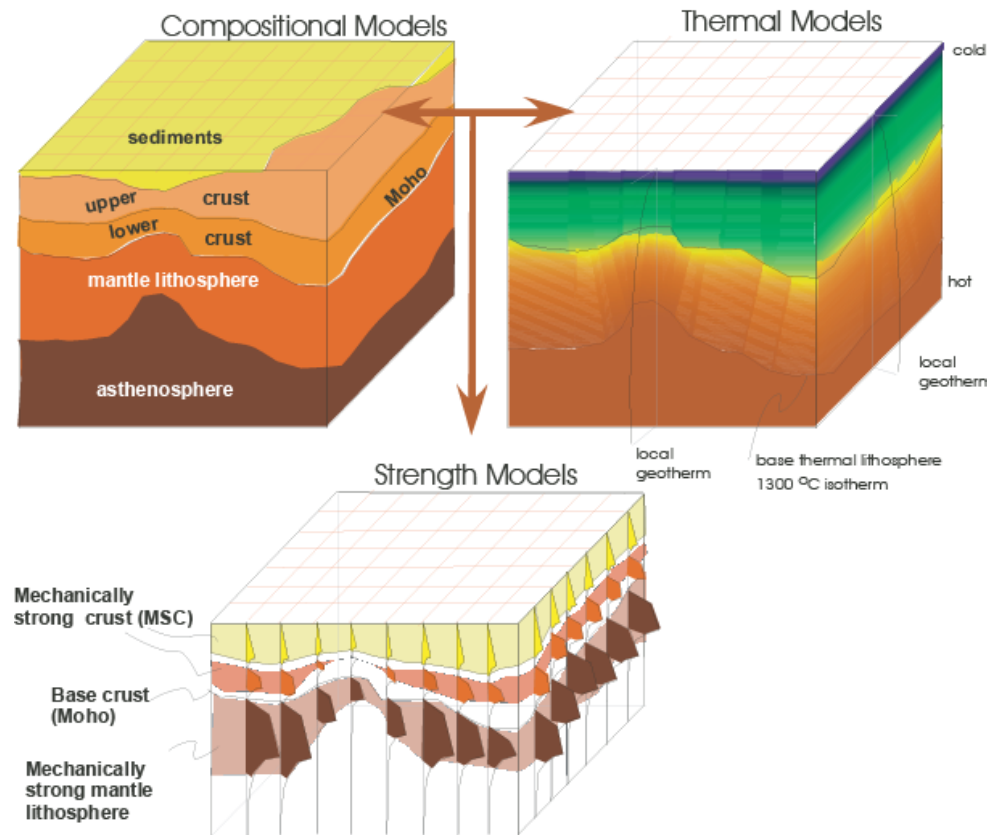 Compositional Models
Thermal Models
cold
sediments
upper crust
Moho
lower crust
mantle lithosphere
hot
asthenosphere
local
geotherm
local
geotherm
base thermal lithosphere
1300 °C isotherm
Strength Models
Mechanically
strong crust (MSC)
Base crust
(Moho)
Mechanically
strong mantle
lithosphere